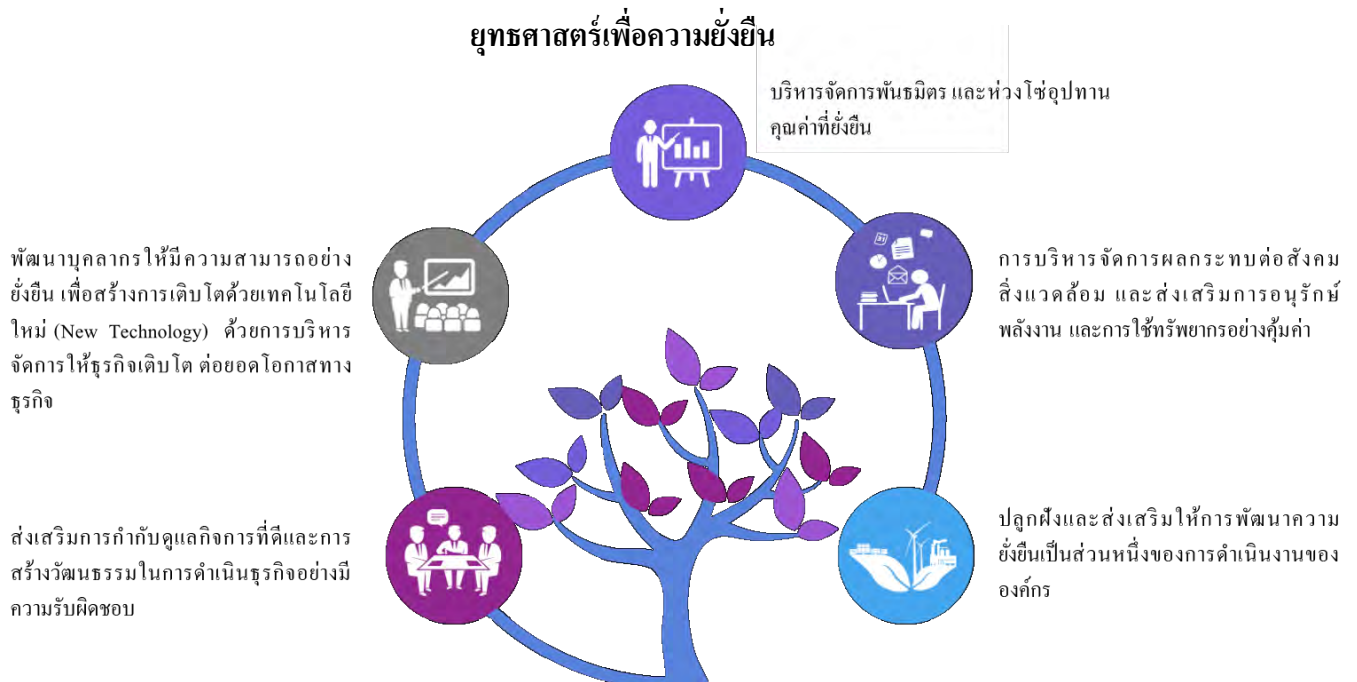 ยุทธศาสตร์เพื่อความยั่งยืน
บริหารจัดการพันธมิตร และห่วงโซ่อุปทาน
คุณค่าที่ยั่งยืน
พัฒนาบุคลากรให้มีความสามารถอย่าง
ยั่งยืน เพื่อสร้างการเติบโตด้วยเทคโนโลยี
ใหม่ (New Technology) ด้วยการบริหาร
จัดการให้ธุรกิจเติบโต ต่อยอดโอกาสทาง
ธุรกิจ
การบริหารจัดการผลกระทบต่อสังคม
สิ่งแวดล้อม และส่งเสริมการอนุรักษ์
พลังงาน และการใช้ทรัพยากรอย่างคุ้มค่า
ส่งเสริมการกำกับดูแลกิจการที่ดีและการ
สร้างวัฒนธรรมในการดำเนินธุรกิจอย่างมี
ความรับผิดชอบ
ปลูกฝังและส่งเสริมให้การพัฒนาความ
ยั่งยืนเป็นส่วนหนึ่งของการดำเนินงานของ
องค์กร